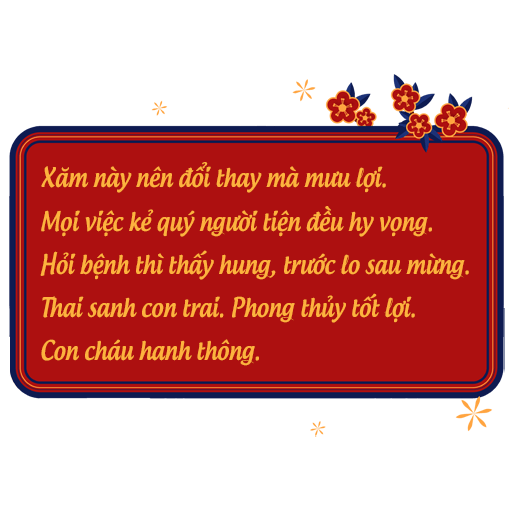 Xăm này nên đổi thay mà mưu lợi.
Mọi việc kẻ quý người tiện đều hy vọng.
Hỏi bệnh thì thấy hung, trước lo sau mừng.
Thai sanh con trai. Phong thủy tốt lợi.
Con cháu hanh thông.